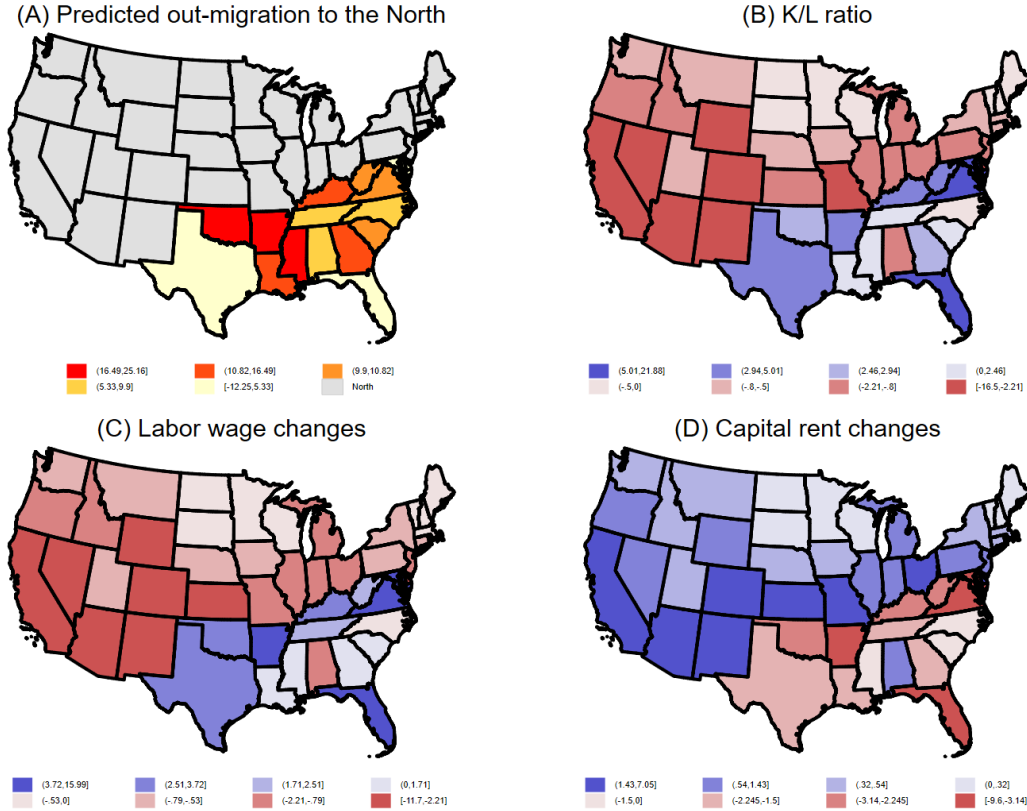 (A) Predicted out-migration to the North
(B) K/L ratio
(16.49,25.16] (10.82,16.49] (9.9,10.82]
(5.33,9.9] [-12.25,5.33] North
(5.01,21.88] (2.94,5.01] (2.46,2.94] (0,2.46]
(-.5,0] (-.8,-.5] (-2.21,-.8] [-16.5,-2.21]
(C) Labor wage changes
(D) Capital rent changes
(3.72,15.99] (2.51,3.72] (1.71,2.51] (0,1.71]
(-.53,0] (-.79,-.53] (-2.21,-.79] [-11.7,-2.21]
(1.43,7.05] (.54,1.43] (.32,.54] (0,.32]
(-1.5,0] (-2.245,-1.5] (-3.14,-2.245] [-9.6,-3.14]